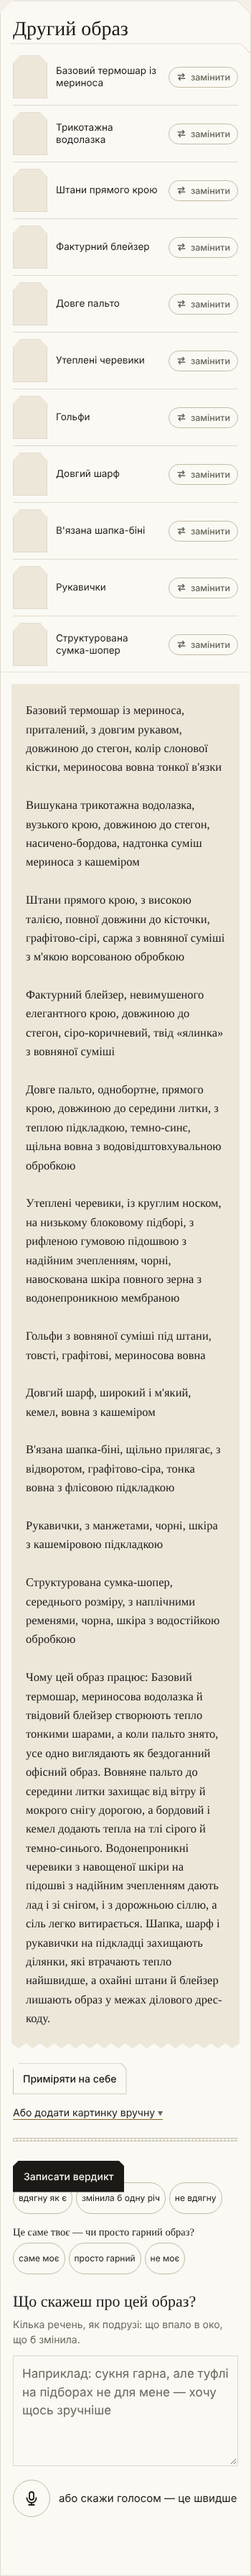 Другий образ
Базовий термошар із
мериноса
замінити
Трикотажна
водолазка
замінити
Штани прямого крою
замінити
Фактурний блейзер
замінити
Довге пальто
замінити
Утеплені черевики
замінити
Гольфи
замінити
Довгий шарф
замінити
В'язана шапка-біні
замінити
Рукавички
замінити
Структурована
сумка-шопер
замінити
Базовий термошар із мериноса,
приталений, з довгим рукавом,
довжиною до стегон, колір слонової
кістки, мериносова вовна тонкої в'язки
Вишукана трикотажна водолазка,
вузького крою, довжиною до стегон,
насичено-бордова, надтонка суміш
мериноса з кашеміром
Штани прямого крою, з високою
талією, повної довжини до кісточки,
графітово-сірі, саржа з вовняної суміші
з м'якою ворсованою обробкою
Фактурний блейзер, невимушеного
елегантного крою, довжиною до
стегон, сіро-коричневий, твід «ялинка»
з вовняної суміші
Довге пальто, однобортне, прямого
крою, довжиною до середини литки, з
теплою підкладкою, темно-синє,
щільна вовна з водовідштовхувальною
обробкою
Утеплені черевики, із круглим носком,
на низькому блоковому підборі, з
рифленою гумовою підошвою з
надійним зчепленням, чорні,
навоскована шкіра повного зерна з
водонепроникною мембраною
Гольфи з вовняної суміші під штани,
товсті, графітові, мериносова вовна
Довгий шарф, широкий і м'який,
кемел, вовна з кашеміром
В'язана шапка-біні, щільно прилягає, з
відворотом, графітово-сіра, тонка
вовна з флісовою підкладкою
Рукавички, з манжетами, чорні, шкіра
з кашеміровою підкладкою
Структурована сумка-шопер,
середнього розміру, з наплічними
ременями, чорна, шкіра з водостійкою
обробкою
Чому цей образ працює: Базовий
термошар, мериносова водолазка й
твідовий блейзер створюють тепло
тонкими шарами, а коли пальто знято,
усе одно виглядають як бездоганний
офісний образ. Вовняне пальто до
середини литки захищає від вітру й
мокрого снігу дорогою, а бордовий і
кемел додають тепла на тлі сірого й
темно-синього. Водонепроникні
черевики з навощеної шкіри на
підошві з надійним зчепленням дають
лад і зі снігом, і з дорожньою сіллю, а
сіль легко витирається. Шапка, шарф і
рукавички на підкладці захищають
ділянки, які втрачають тепло
найшвидше, а охайні штани й блейзер
лишають образ у межах ділового дрес-
коду.
Приміряти на себе
Або додати картинку вручну ▾
Записати вердикт
вдягну як є
змінила б одну річ
не вдягну
Це саме твоє — чи просто гарний образ?
саме моє
просто гарний
не моє
Що скажеш про цей образ?
Кілька речень, як подрузі: що впало в око,
що б змінила.
Наприклад: сукня гарна, але туфлі
на підборах не для мене — хочу
щось зручніше
або скажи голосом — це швидше